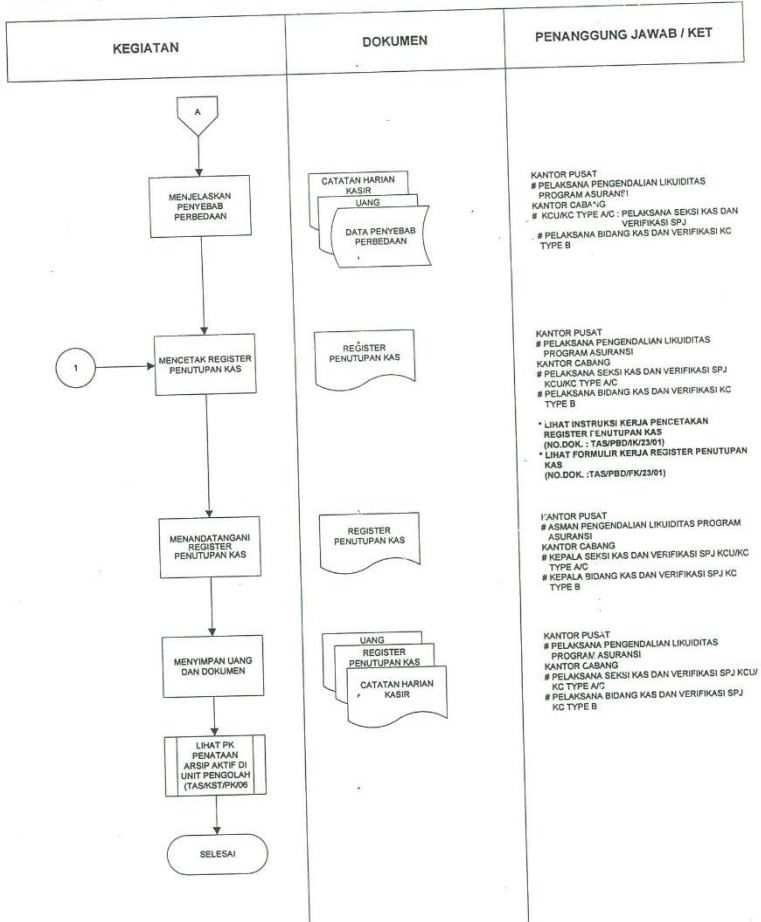 KEGIATAN
DOKUMEN
PENANGGUNG JAWAB / KET
A
MENJELASKAN
PENYEBAB
PERBEDAAN
CATATAN HARIAN
KASIR
UANG
DATA PENYEBAB
PERBEDAAN
KANTOR PUSAT
# PELAKSANA PENGENDALIAN LIKUIDITAS
PROGRAM ASURANSI
KANTOR CABANG
# KCU/KC TYPE A/C : PELAKSANA SEKSI KAS DAN
VERIFIKASI SPJ
# PELAKSANA BIDANG KAS DAN VERIFIKASI KC
TYPE B
1
MENCETAK REGISTER
PENUTUPAN KAS
REGISTER
PENUTUPAN KAS
KANTOR PUSAT
# PELAKSANA PENGENDALIAN LIKUIDITAS
PROGRAM ASURANSI
KANTOR CABANG
# PELAKSANA SEKSI KAS DAN VERIFIKASI SPJ
KCU/KC TYPE A/C
# PELAKSANA BIDANG KAS DAN VERIFIKASI KC
TYPE B
* LIHAT INSTRUKSI KERJA PENCETAKAN
REGISTER PENUTUPAN KAS
(NO.DOK. : TAS/PBD/IK/23/01)
* LIHAT FORMULIR KERJA REGISTER PENUTUPAN
KAS
(NO.DOK. :TAS/PBD/FK/23/01)
MENANDATANGANI
REGISTER
PENUTUPAN KAS
REGISTER
PENUTUPAN KAS
KANTOR PUSAT
# ASMAN PENGENDALIAN LIKUIDITAS PROGRAM
ASURANSI
KANTOR CABANG
# KEPALA SEKSI KAS DAN VERIFIKASI SPJ KCU/KC
TYPE A/C
# KEPALA BIDANG KAS DAN VERIFIKASI SPJ KC
TYPE B
MENYIMPAN UANG
DAN DOKUMEN
UANG
REGISTER
PENUTUPAN KAS
CATATAN HARIAN
KASIR
KANTOR PUSAT
# PELAKSANA PENGENDALIAN LIKUIDITAS
PROGRAM ASURANSI
KANTOR CABANG
# PELAKSANA SEKSI KAS DAN VERIFIKASI SPJ KCU/
KC TYPE A/C
# PELAKSANA BIDANG KAS DAN VERIFIKASI SPJ
KC TYPE B
LIHAT PK
PENATAAN
ARSIP AKTIF DI
UNIT PENGOLAH
(TAS/KST/PK/06
SELESAI